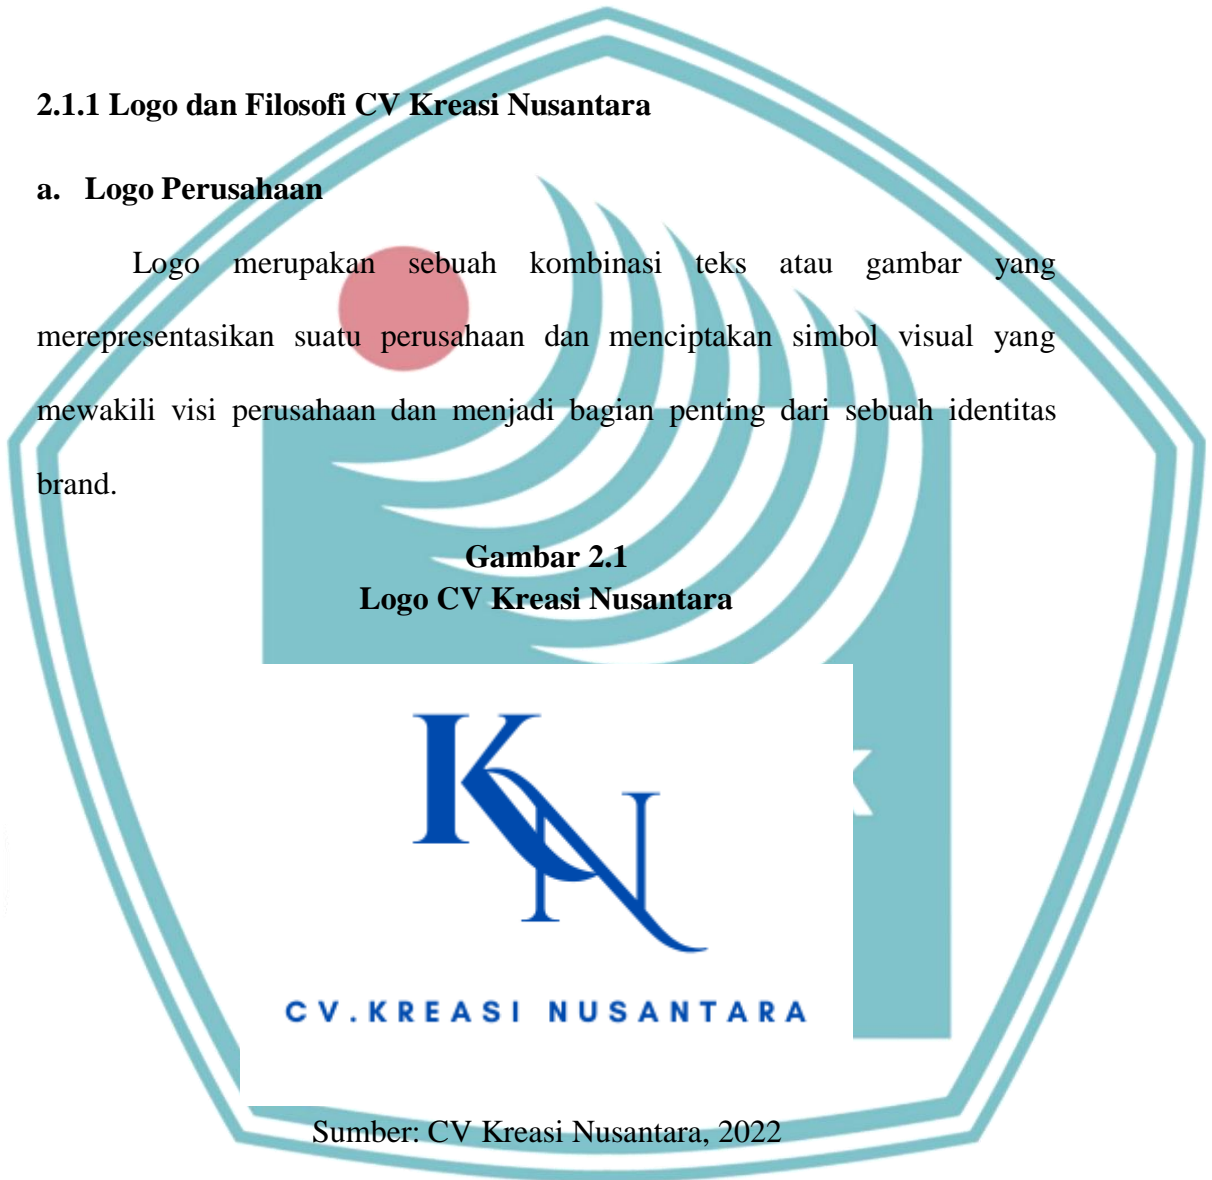 2.1.1 Logo dan Filosofi CV Kreasi Nusantara
a. Logo Perusahaan
Logo merupakan sebuah kombinasi teks atau gambar yang
merepresentasikan suatu perusahaan dan menciptakan simbol visual yang
mewakili visi perusahaan dan menjadi bagian penting dari sebuah identitas
brand.
Gambar 2.1
Logo CV Kreasi Nusantara
KN
CV.KREASI NUSANTARA
Sumber: CV Kreasi Nusantara, 2022